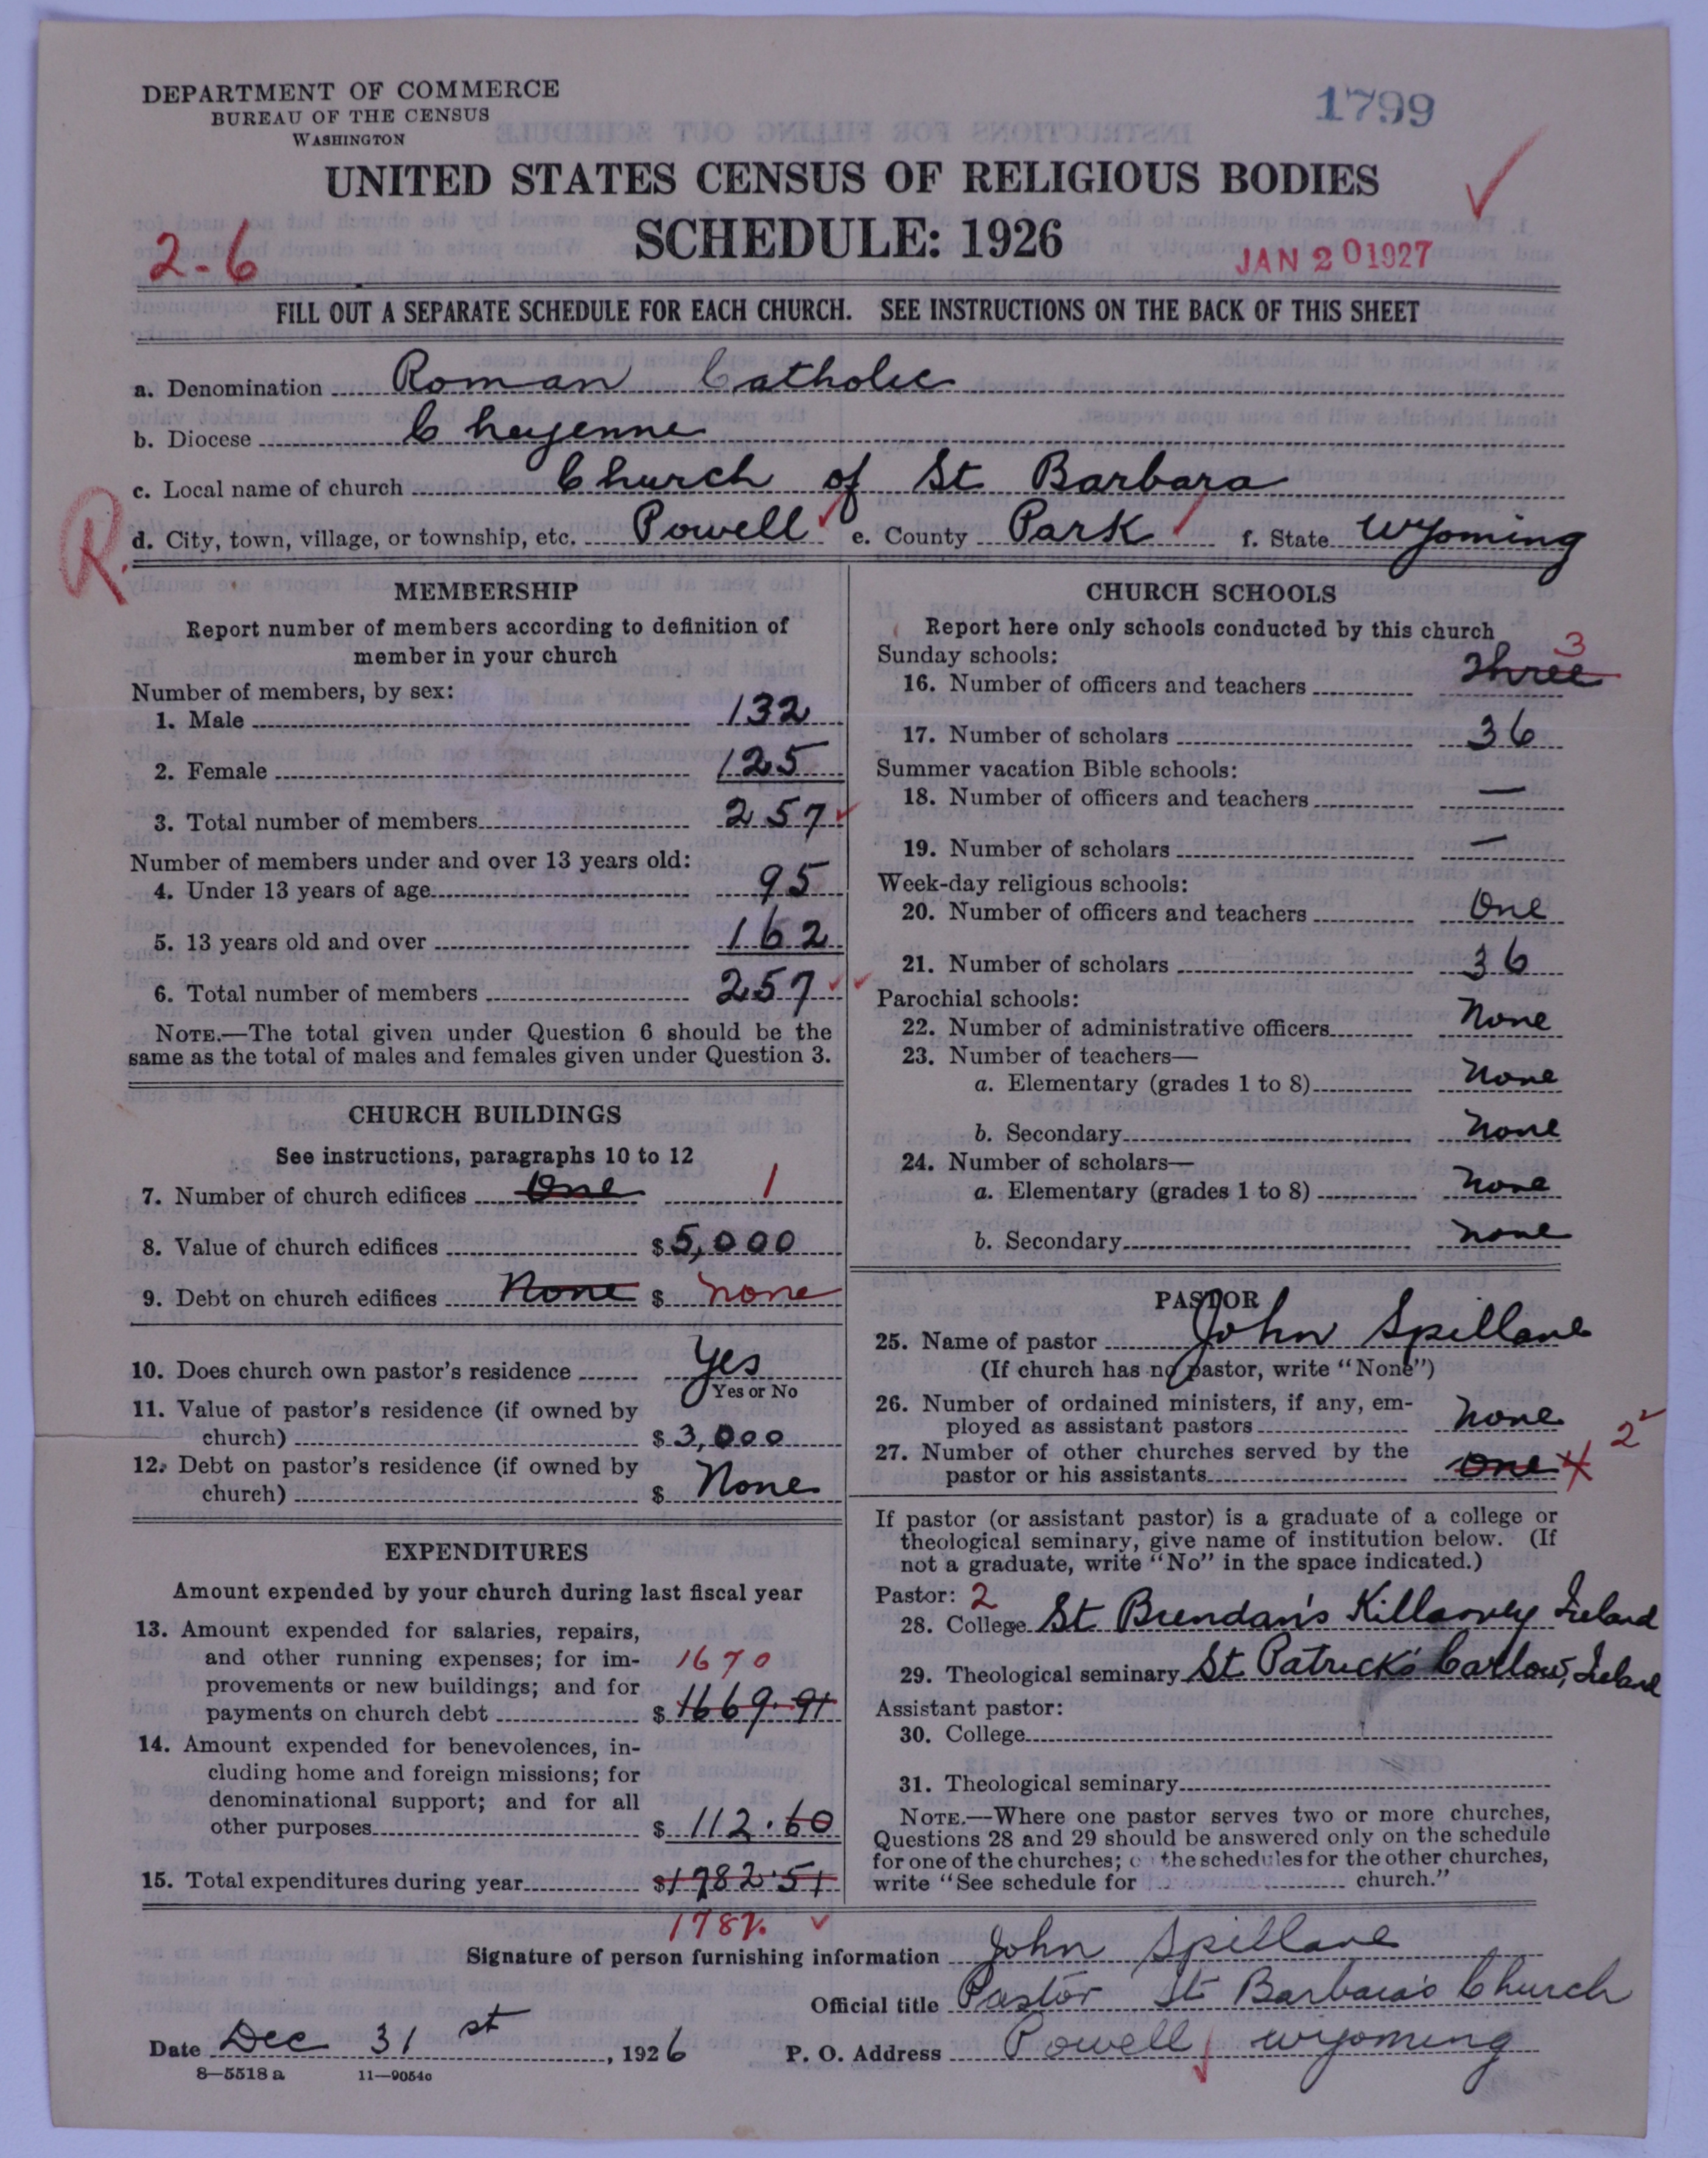 DEPARTMENT OF COMMERCE
BUREAU OF THE CENSUS
WASHINGTON
1799
UNITED STATES CENSUS OF RELIGIOUS BODIES
SCHEDULE: 1926
2-6
JAN 20 1927
FILL OUT A SEPARATE SCHEDULE FOR EACH CHURCH. SEE INSTRUCTIONS ON THE BACK OF THIS SHEET
a. Denomination Roman Catholic
b. Diocese Cheyenne
c. Local name of church Church of St Barbara
R.
d. City, town, village, or township, etc. Powell e. County Park f. State Wyoming
MEMBERSHIP
Report number of members according to definition of
member in your church
Number of members, by sex:
1. Male 132
2. Female 125
3. Total number of members 257
Number of members under and over 13 years old:
4. Under 13 years of age 95
5. 13 years old and over 162
6. Total number of members 257
NOTE.—The total given under Question 6 should be the
same as the total of males and females given under Question 3.
CHURCH BUILDINGS
See instructions, paragraphs 10 to 12
7. Number of church edifices One 1
8. Value of church edifices $ 5,000
9. Debt on church edifices None $ none
10. Does church own pastor's residence Yes
Yes or No
11. Value of pastor's residence (if owned by
church) $ 3,000
12. Debt on pastor's residence (if owned by
church) $ None
EXPENDITURES
Amount expended by your church during last fiscal year
13. Amount expended for salaries, repairs,
and other running expenses; for im-
provements or new buildings; and for
1670
payments on church debt $ 1669.91
14. Amount expended for benevolences, in-
cluding home and foreign missions; for
denominational support; and for all
other purposes $ 112.60
15. Total expenditures during year $ 1782.51
1782.
CHURCH SCHOOLS
Report here only schools conducted by this church
Sunday schools:
3
16. Number of officers and teachers Three
17. Number of scholars 36
Summer vacation Bible schools:
18. Number of officers and teachers —
19. Number of scholars —
Week-day religious schools:
20. Number of officers and teachers One
21. Number of scholars 36
Parochial schools:
22. Number of administrative officers None
23. Number of teachers—
a. Elementary (grades 1 to 8) None
b. Secondary None
24. Number of scholars—
a. Elementary (grades 1 to 8) None
b. Secondary None
PASTOR
25. Name of pastor John Spillane
(If church has no pastor, write "None")
26. Number of ordained ministers, if any, em-
ployed as assistant pastors None
2
27. Number of other churches served by the
pastor or his assistants one 4
If pastor (or assistant pastor) is a graduate of a college or
theological seminary, give name of institution below. (If
not a graduate, write "No" in the space indicated.)
Pastor: 2
28. College St Brendan's Killarney Ireland
29. Theological seminary St Patrick's Carlow, Ireland
Assistant pastor:
30. College
31. Theological seminary
NOTE.—Where one pastor serves two or more churches,
Questions 28 and 29 should be answered only on the schedule
for one of the churches; the schedules for the other churches,
write "See schedule for church."
Signature of person furnishing information John Spillane
Official title Pastor St Barbara's Church
Date Dec 31st, 1926 P. O. Address Powell Wyoming
8—5518 a 11—9054o